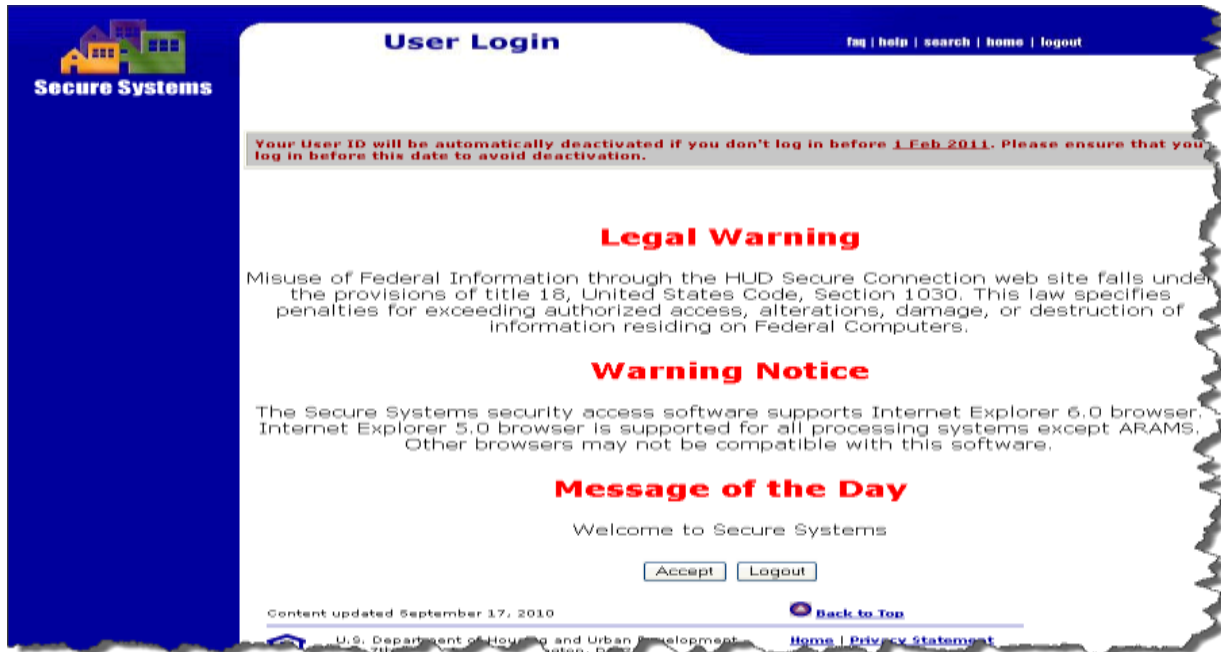 User Login
faq | help | search | home | logout
Secure Systems
Your User ID will be automatically deactivated if you don't log in before 1 Feb 2011. Please ensure that you
log in before this date to avoid deactivation.
Legal Warning
Misuse of Federal Information through the HUD Secure Connection web site falls under
the provisions of title 18, United States Code, Section 1030. This law specifies
penalties for exceeding authorized access, alterations, damage, or destruction of
information residing on Federal Computers.
Warning Notice
The Secure Systems security access software supports Internet Explorer 6.0 browser.
Internet Explorer 5.0 browser is supported for all processing systems except ARAMS.
Other browsers may not be compatible with this software.
Message of the Day
Welcome to Secure Systems
Accept Logout
Content updated September 17, 2010 Back to Top
U.S. Department of Housing and Urban Development Home | Privacy Statement